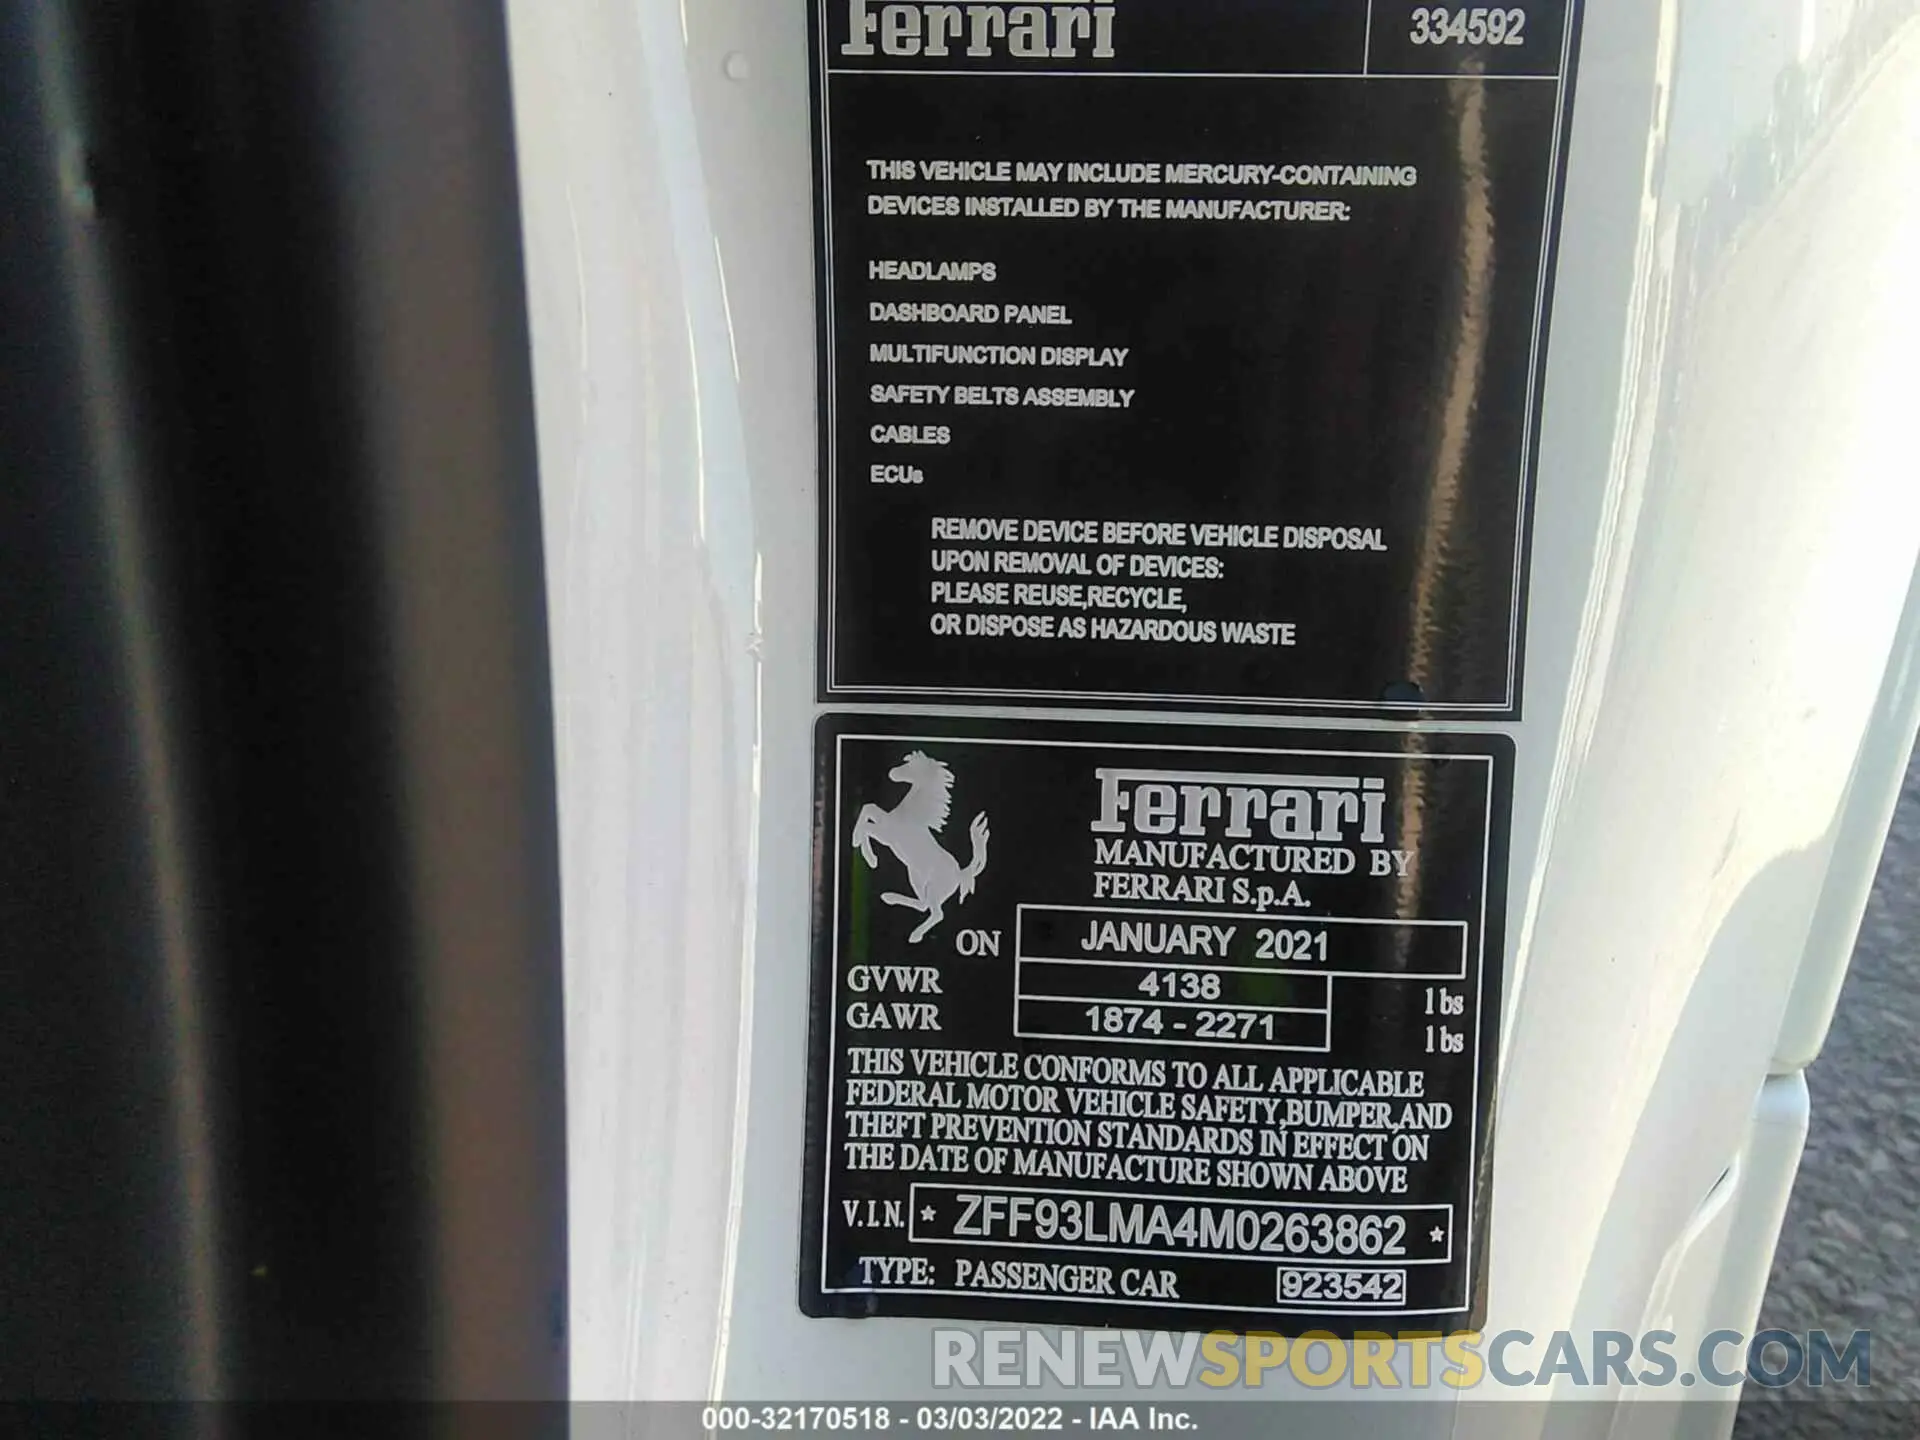 Ferrari
334592
THIS VEHICLE MAY INCLUDE MERCURY-CONTAINING
DEVICES INSTALLED BY THE MANUFACTURER:
HEADLAMPS
DASHBOARD PANEL
MULTIFUNCTION DISPLAY
SAFETY BELTS ASSEMBLY
CABLES
ECUs
REMOVE DEVICE BEFORE VEHICLE DISPOSAL
UPON REMOVAL OF DEVICES:
PLEASE REUSE,RECYCLE,
OR DISPOSE AS HAZARDOUS WASTE
Ferrari
MANUFACTURED BY
FERRARI S.p.A.
ON JANUARY 2021
GVWR 4138 lbs
GAWR 1874 - 2271 lbs
THIS VEHICLE CONFORMS TO ALL APPLICABLE
FEDERAL MOTOR VEHICLE SAFETY,BUMPER,AND
THEFT PREVENTION STANDARDS IN EFFECT ON
THE DATE OF MANUFACTURE SHOWN ABOVE
V.I.N. * ZFF93LMA4M0263862 *
TYPE: PASSENGER CAR 923542
RENEWSPORTSCARS.COM
000-32170518 - 03/03/2022 - IAA Inc.